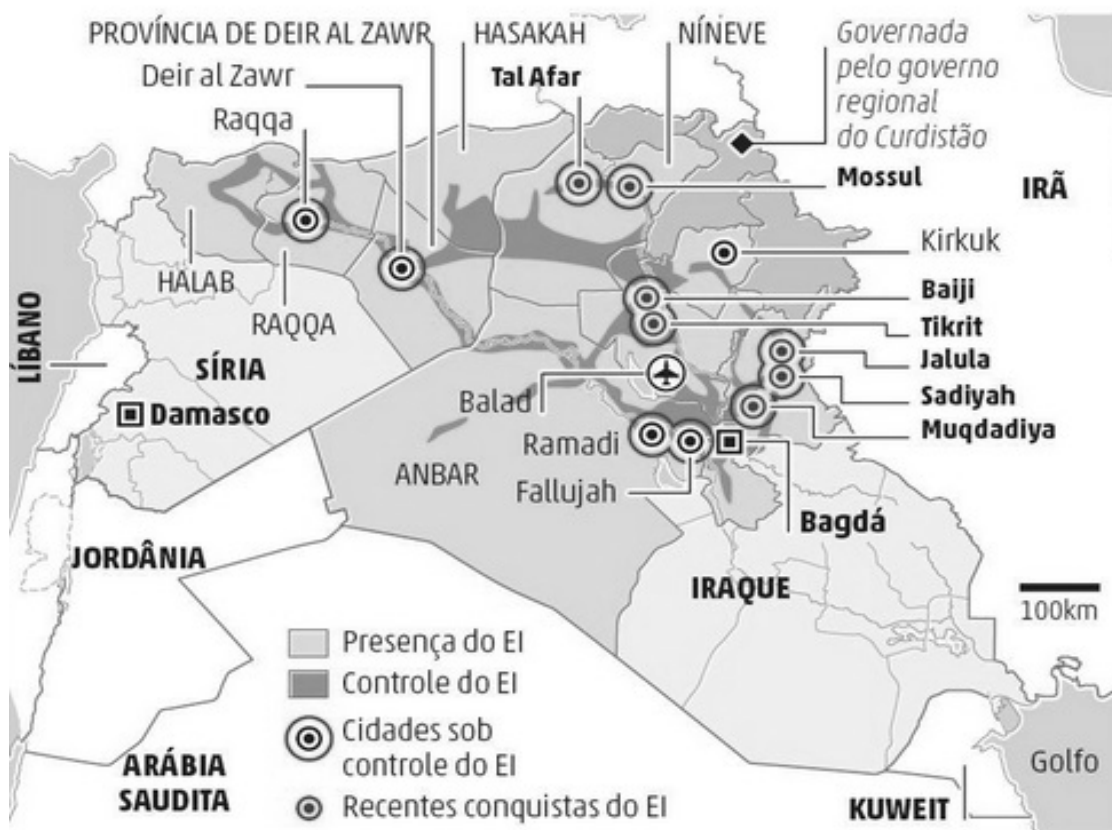 PROVÍNCIA DE DEIR AL ZAWR
HASAKAH
NÍNEVE
Governada
pelo governo
regional
do Curdistão
Deir al Zawr
Tal Afar
Raqqa
Mossul
IRÃ
Kirkuk
HALAB
RAQQA
Baiji
Tikrit
Jalula
Sadiyah
Muqdadiya
LÍBANO
SÍRIA
Damasco
Balad
Ramadi
ANBAR
Fallujah
Bagdá
JORDÂNIA
IRAQUE
100km
Presença do EI
Controle do EI
Cidades sob
controle do EI
Recentes conquistas do EI
ARÁBIA
SAUDITA
KUWEIT
Golfo